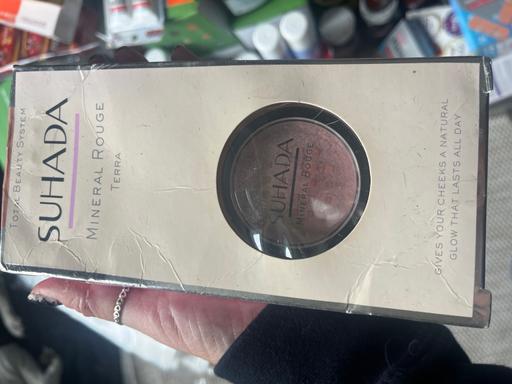 TOTAL BEAUTY SYSTEM
SUHADA
MINERAL ROUGE
TERRA
SUHADA
MINERAL ROUGE
GIVES YOUR CHEEKS A NATURAL
GLOW THAT LASTS ALL DAY